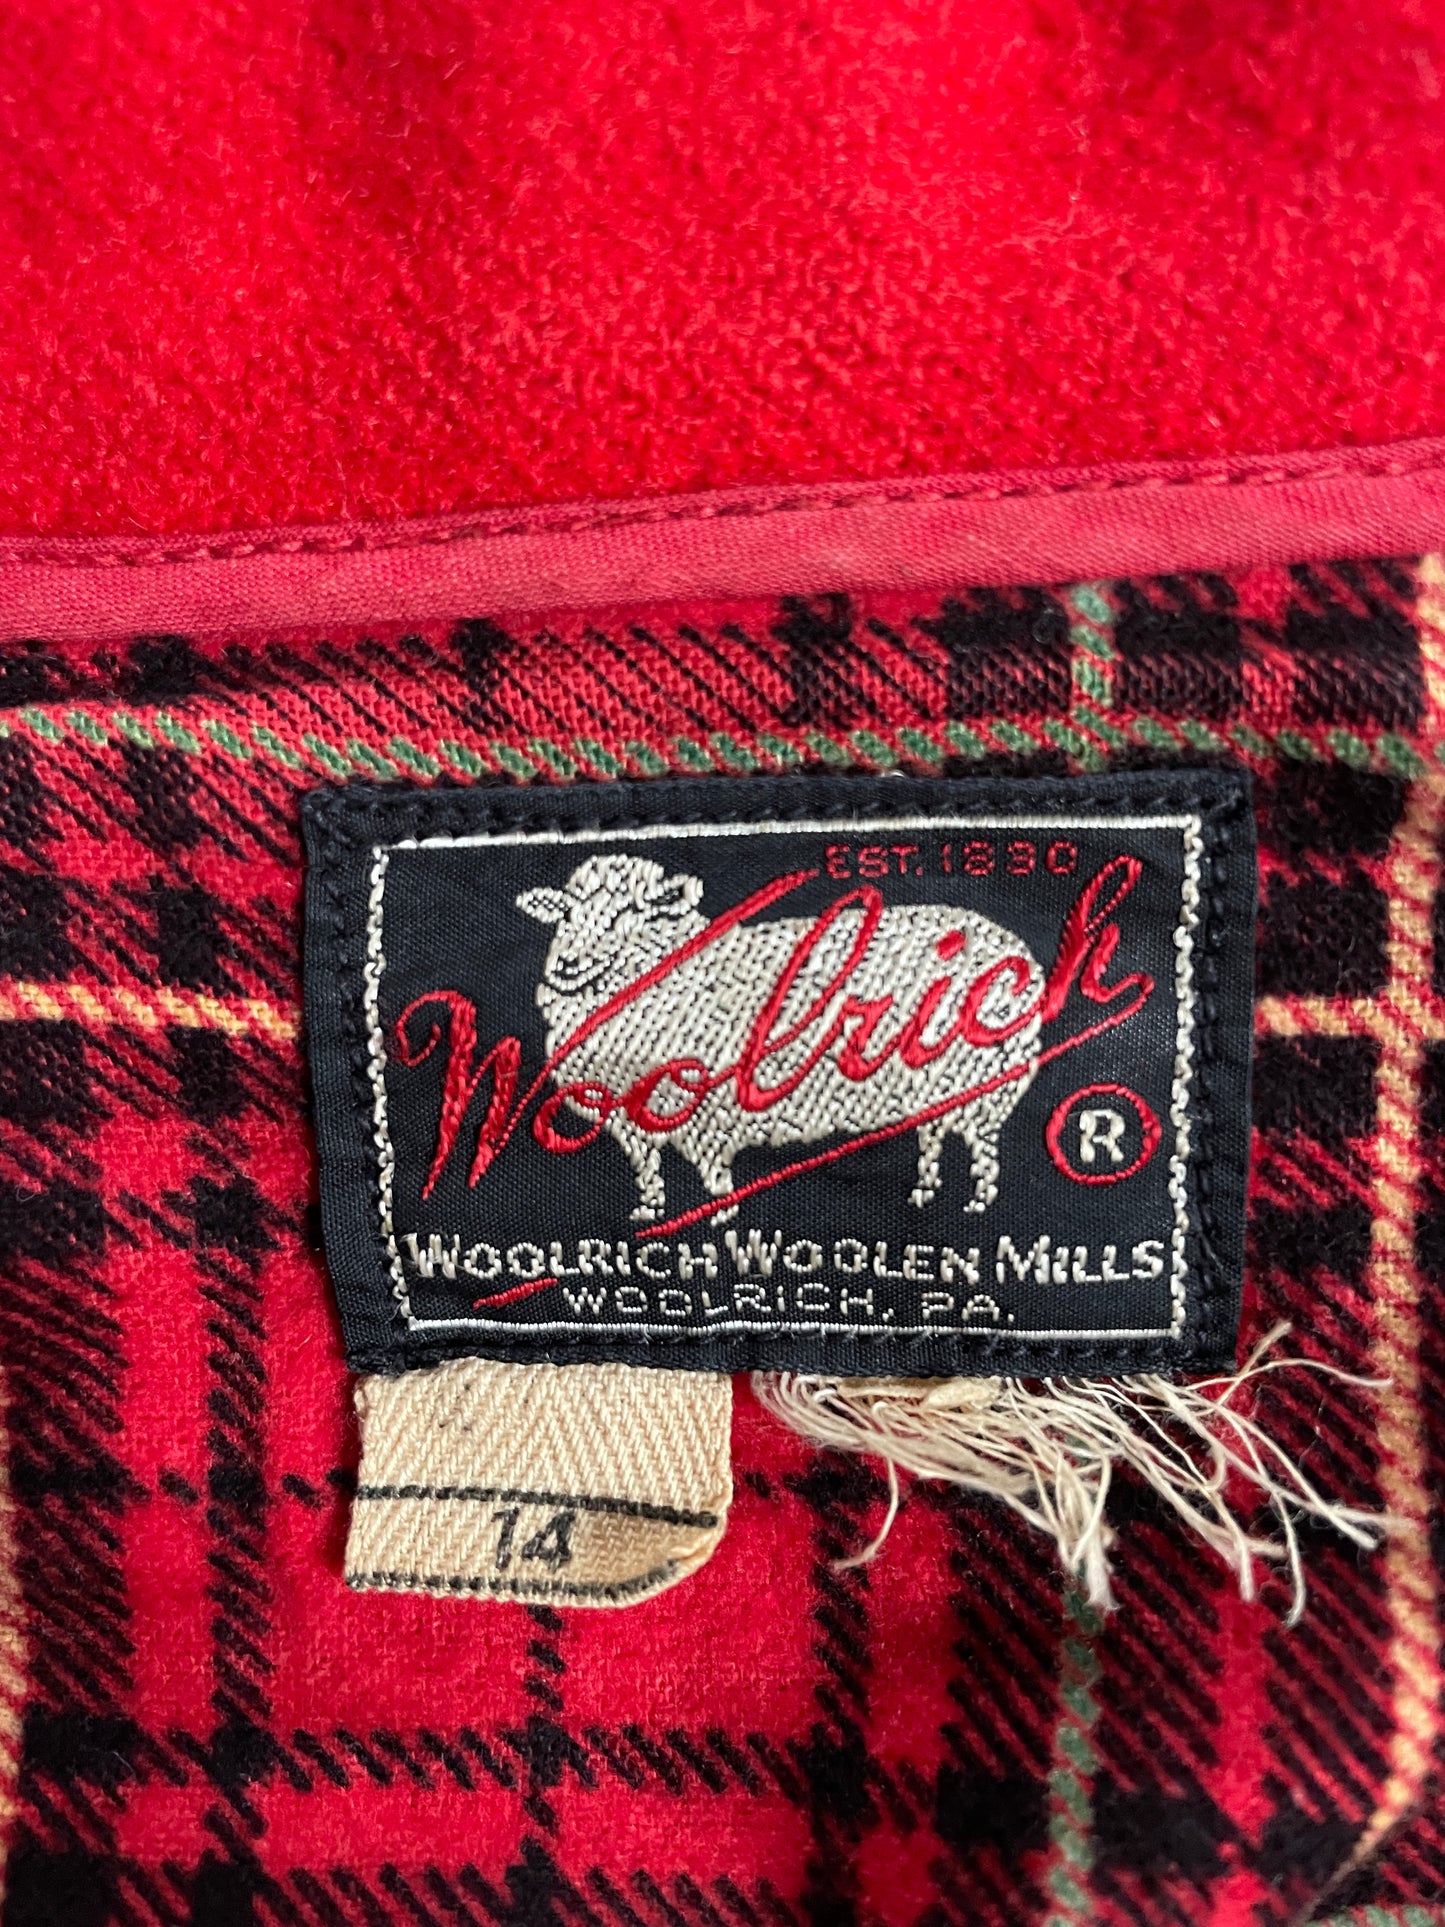 EST. 1830
Woolrich
R
WOOLRICH WOOLEN MILLS
WOOLRICH, PA.
14